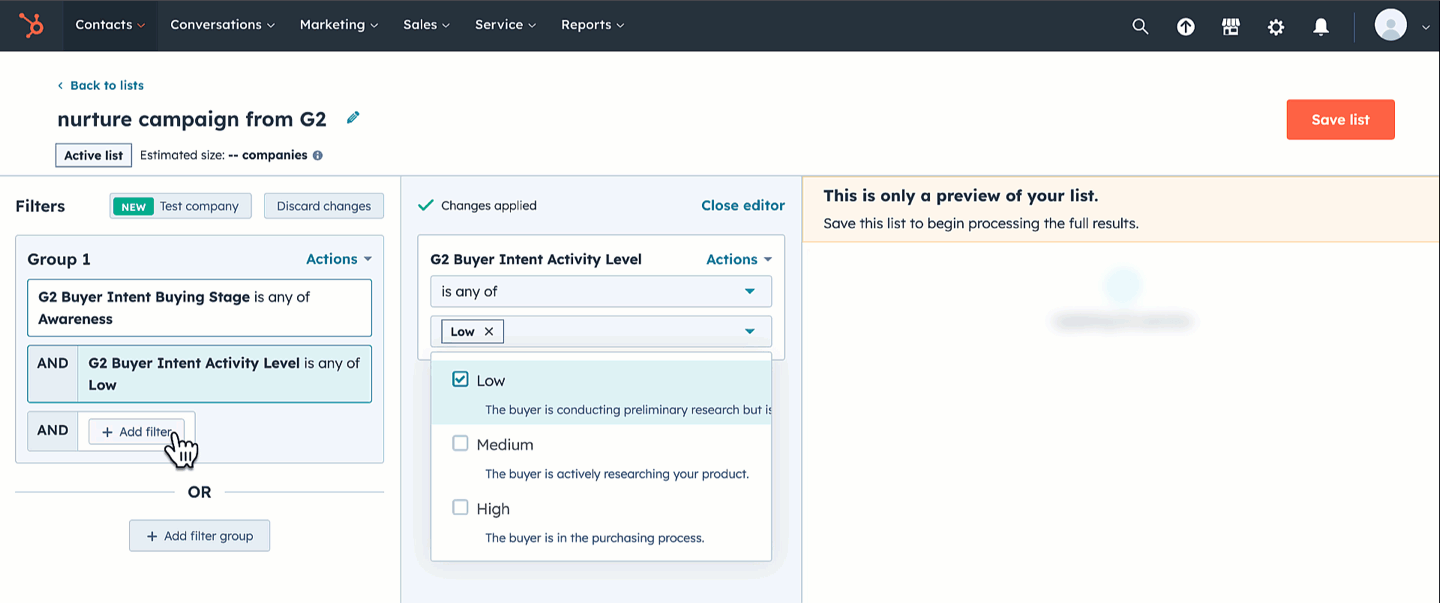 Contacts Conversations Marketing Sales Service Reports
Back to lists
nurture campaign from G2
Save list
Active list Estimated size: -- companies
Filters NEW Test company Discard changes
Group 1 Actions
G2 Buyer Intent Buying Stage is any of
Awareness
AND G2 Buyer Intent Activity Level is any of
Low
AND + Add filter
OR
+ Add filter group
Changes applied Close editor
G2 Buyer Intent Activity Level Actions
is any of
Low ×
Low
The buyer is conducting preliminary research but is
Medium
The buyer is actively researching your product.
High
The buyer is in the purchasing process.
This is only a preview of your list.
Save this list to begin processing the full results.